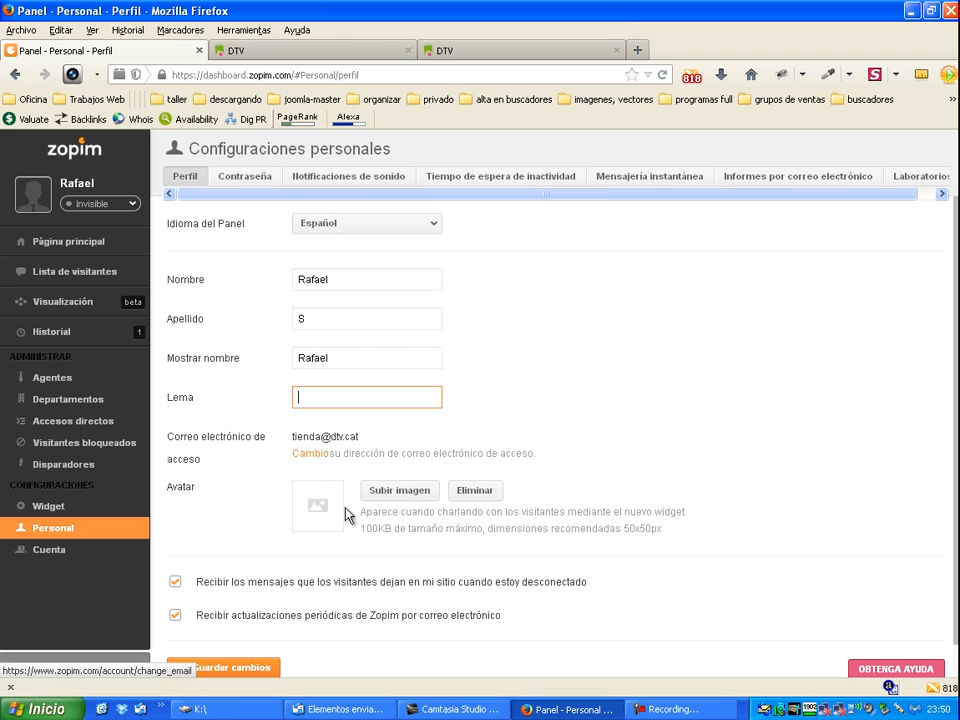 Panel - Personal - Perfil - Mozilla Firefox
Archivo Editar Ver Historial Marcadores Herramientas Ayuda
Panel - Personal - Perfil × DTV × DTV × +
https://dashboard.zopim.com/#Personal/perfil 818 S
Oficina Trabajos Web taller descargando joomla-master organizar privado alta en buscadores imagenes, vectores programas full grupos de ventas buscadores »
Valuate Backlinks Whois Availability Dig PR PageRank Alexa
zopim
Rafael
Invisible
Página principal
Lista de visitantes
Visualización beta
Historial 1
ADMINISTRAR
Agentes
Departamentos
Accesos directos
Visitantes bloqueados
Disparadores
CONFIGURACIONES
Widget
Personal
Cuenta
Configuraciones personales
Perfil Contraseña Notificaciones de sonido Tiempo de espera de inactividad Mensajería instantánea Informes por correo electrónico Laboratorios
Idioma del Panel Español
Nombre Rafael
Apellido S
Mostrar nombre Rafael
Lema
Correo electrónico de acceso tienda@dtv.cat
Cambio su dirección de correo electrónico de acceso.
Avatar Subir imagen Eliminar
Aparece cuando charlando con los visitantes mediante el nuevo widget
100KB de tamaño máximo, dimensiones recomendadas 50x50px
Recibir los mensajes que los visitantes dejan en mi sitio cuando estoy desconectado
Recibir actualizaciones periódicas de Zopim por correo electrónico
Guardar cambios OBTENGA AYUDA
https://www.zopim.com/account/change_email
× 818
Inicio » K:\ Elementos envia... Camtasia Studio ... Panel - Personal ... Recording... 1902 23:50